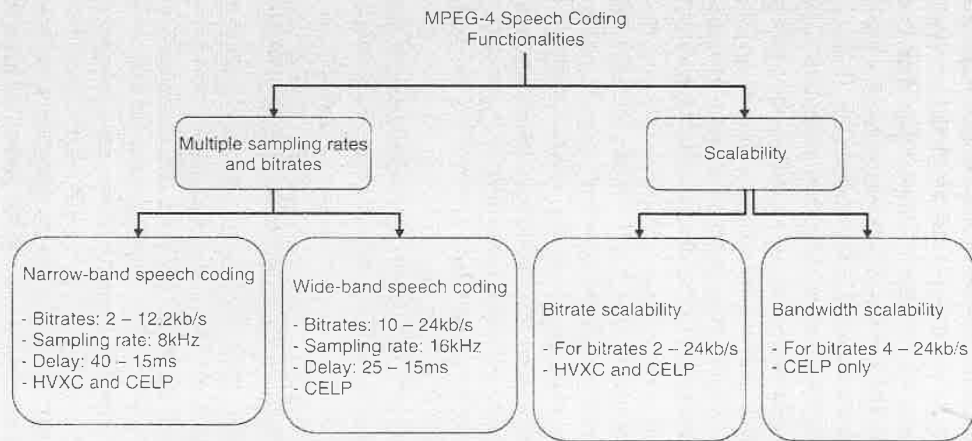 MPEG-4 Speech Coding
Functionalities
Multiple sampling rates
and bitrates
Scalability
Narrow-band speech coding
- Bitrates: 2 – 12.2kb/s
- Sampling rate: 8kHz
- Delay: 40 – 15ms
- HVXC and CELP
Wide-band speech coding
- Bitrates: 10 – 24kb/s
- Sampling rate: 16kHz
- Delay: 25 – 15ms
- CELP
Bitrate scalability
- For bitrates 2 – 24kb/s
- HVXC and CELP
Bandwidth scalability
- For bitrates 4 – 24kb/s
- CELP only